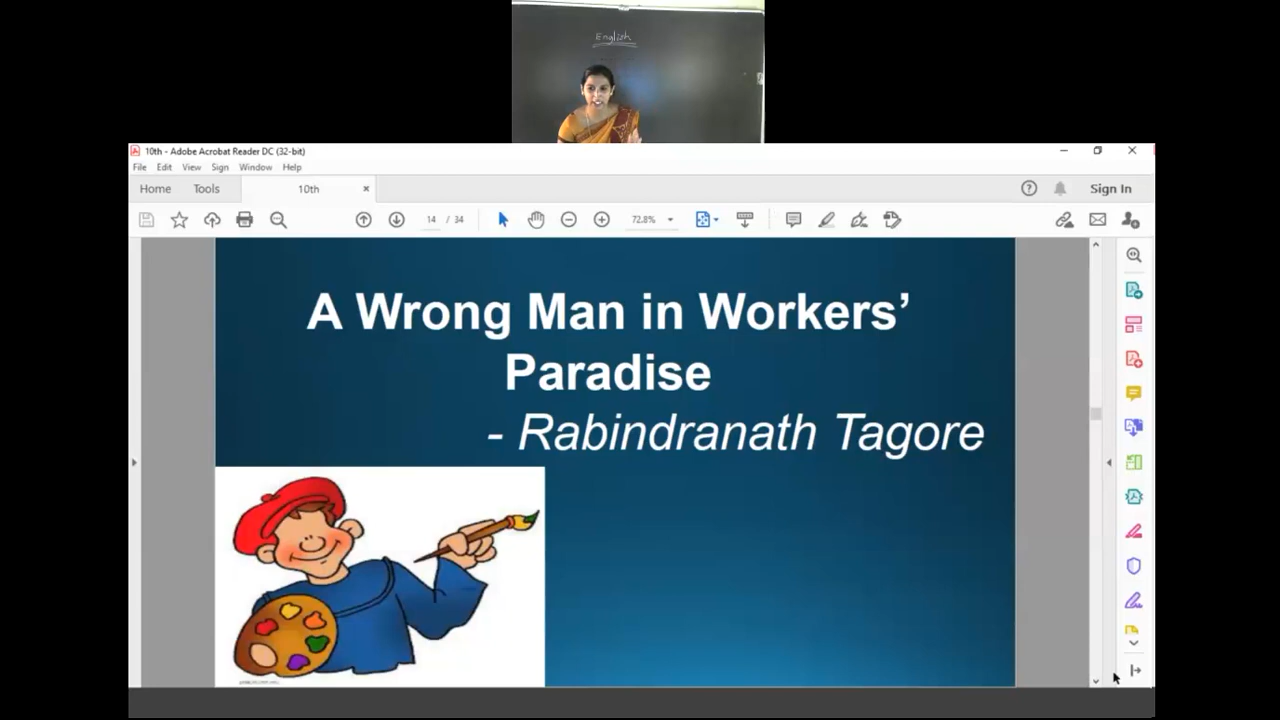 English
10th - Adobe Acrobat Reader DC (32-bit)
File Edit View Sign Window Help
Home Tools 10th Sign In
14 / 34 72.8%
A Wrong Man in Workers’
Paradise
- Rabindranath Tagore